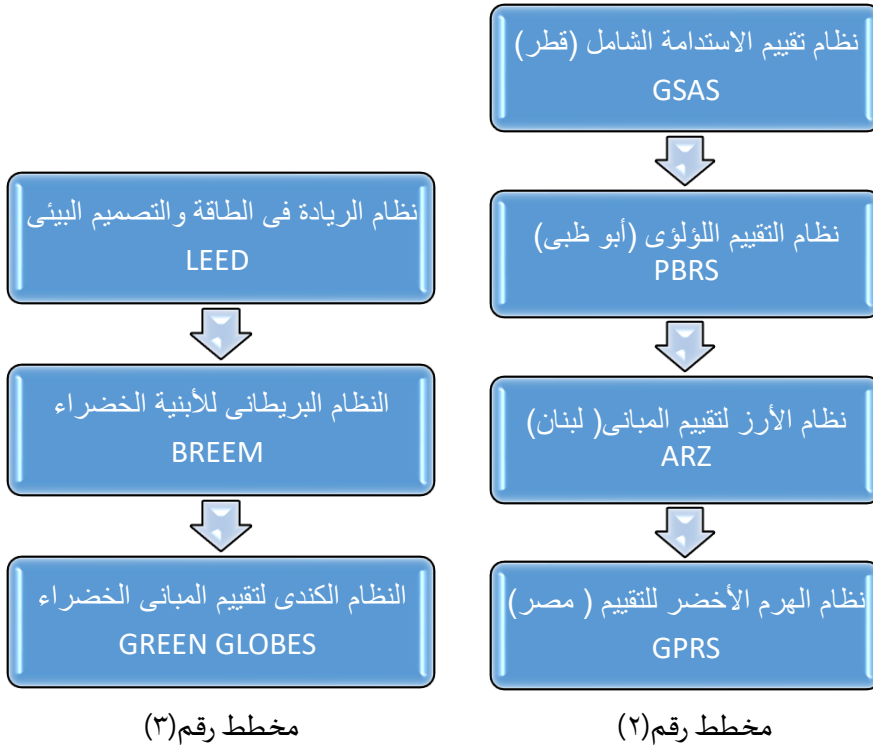 نظام تقييم الاستدامة الشامل (قطر)
GSAS
نظام التقييم اللؤلؤى (أبو ظبى)
PBRS
نظام الأرز لتقييم المبانى( لبنان)
ARZ
نظام الهرم الأخضر للتقييم ( مصر)
GPRS
مخطط رقم(٢)
نظام الريادة فى الطاقة والتصميم البيئى
LEED
النظام البريطانى للأبنية الخضراء
BREEM
النظام الكندى لتقييم المبانى الخضراء
GREEN GLOBES
مخطط رقم(٣)